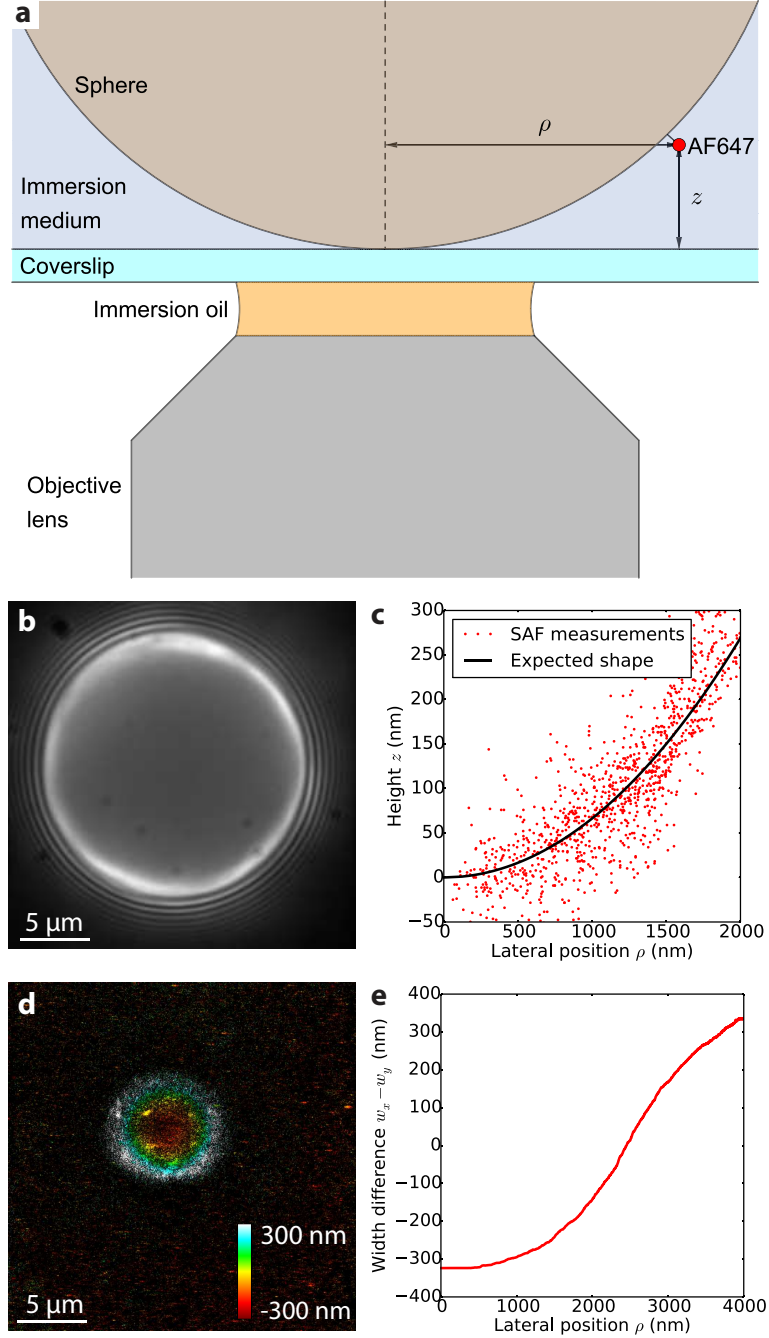 a
Sphere
ρ
AF647
z
Immersion
medium
Coverslip
Immersion oil
Objective
lens
b
5 µm
c
SAF measurements
Expected shape
Height z (nm)
300
250
200
150
100
50
0
−50
0
500
1000
1500
2000
Lateral position ρ (nm)
d
300 nm
-300 nm
5 µm
e
Width difference w_x − w_y (nm)
400
300
200
100
0
−100
−200
−300
−400
0
1000
2000
3000
4000
Lateral position ρ (nm)